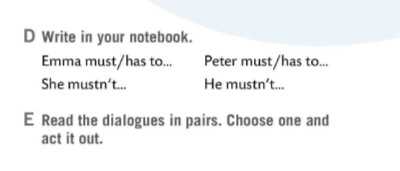 D Write in your notebook.
Emma must/has to... Peter must/has to...
She mustn't... He mustn't...
E Read the dialogues in pairs. Choose one and
act it out.